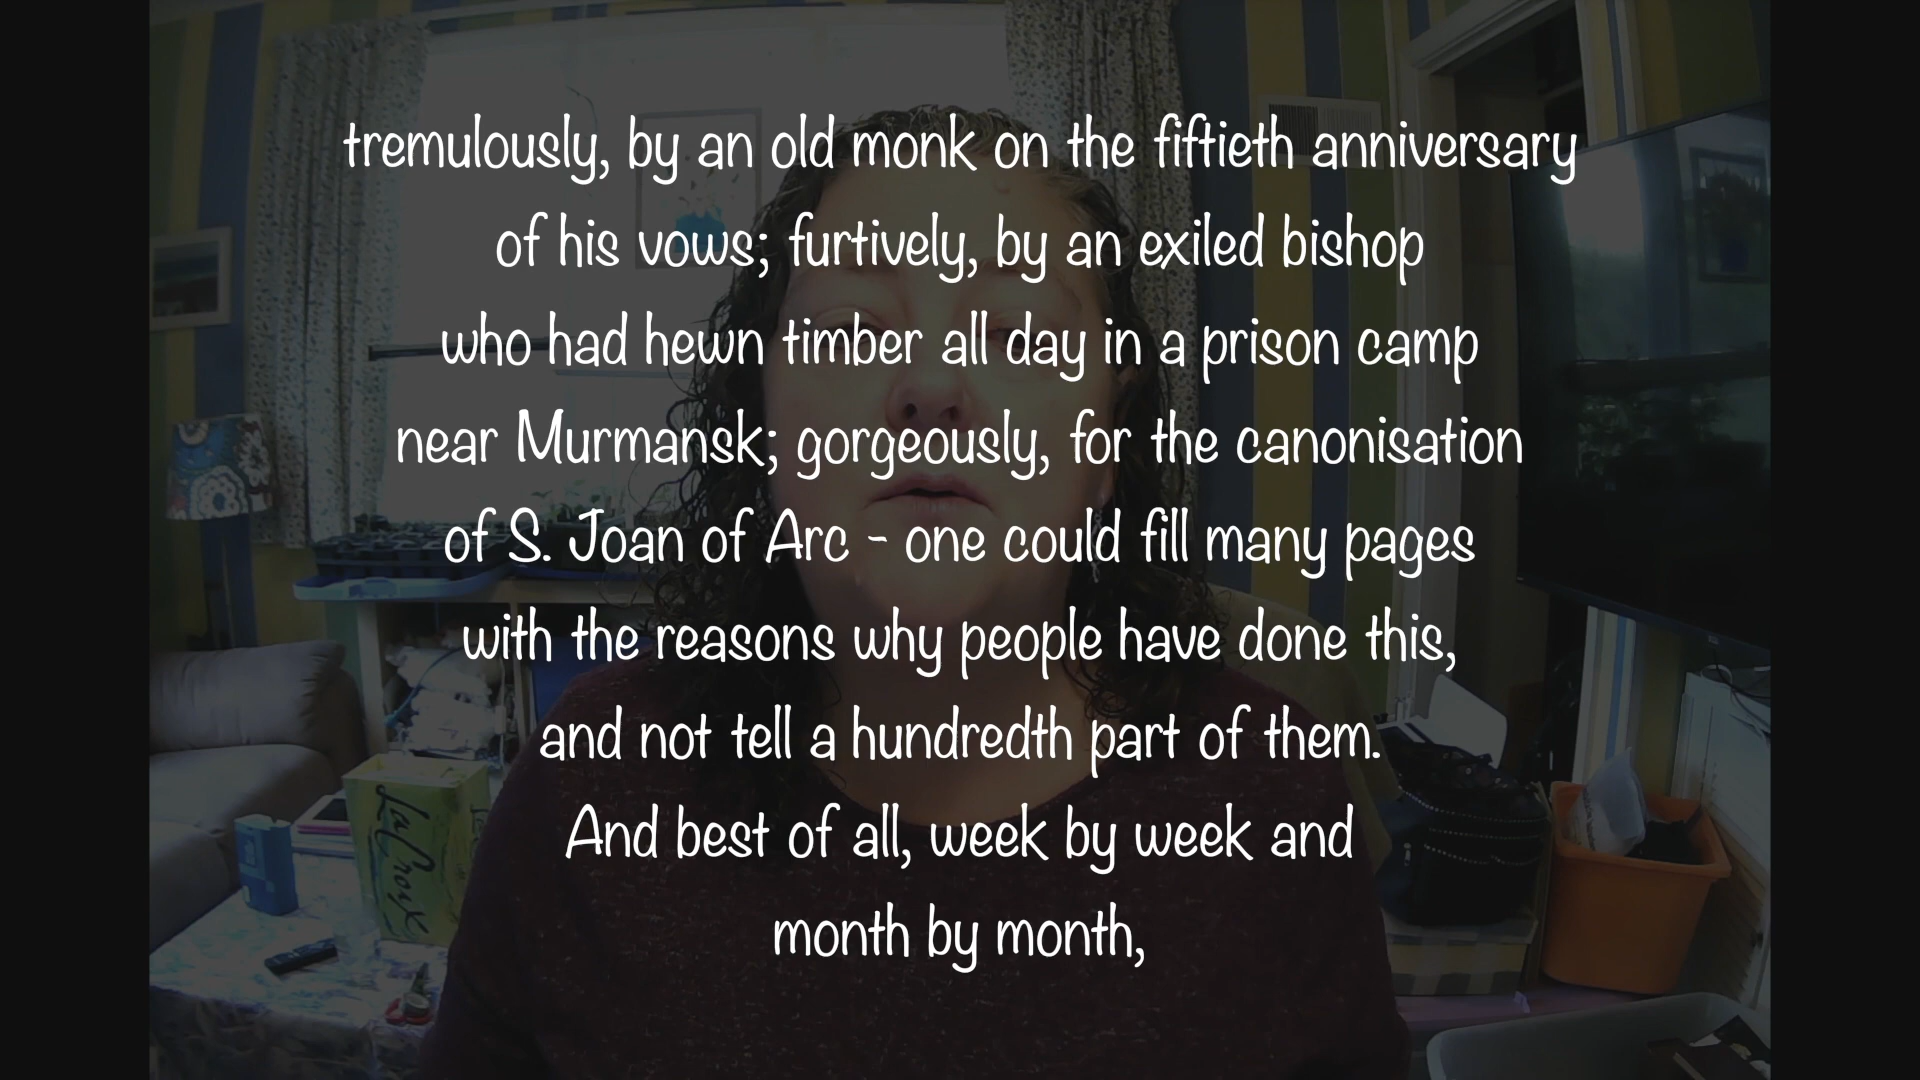 tremulously, by an old monk on the fiftieth anniversary
of his vows; furtively, by an exiled bishop
who had hewn timber all day in a prison camp
near Murmansk; gorgeously, for the canonisation
of S. Joan of Arc - one could fill many pages
with the reasons why people have done this,
and not tell a hundredth part of them.
And best of all, week by week and
month by month,
LaCroix